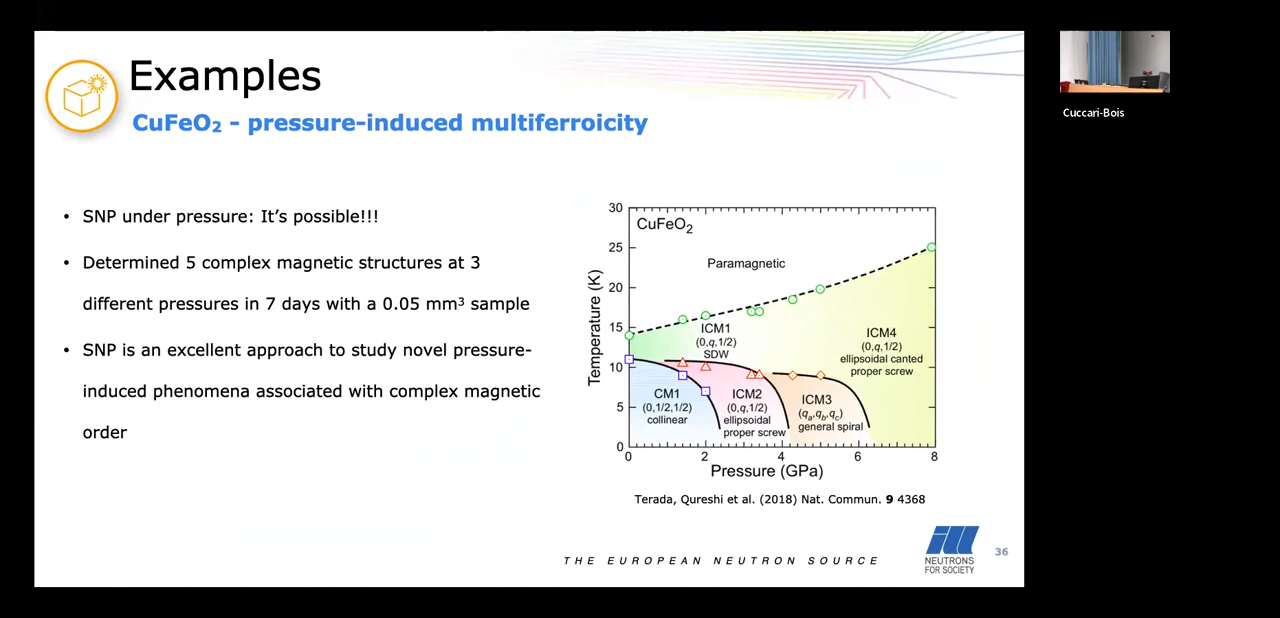 Examples
CuFeO₂ - pressure-induced multiferroicity
• SNP under pressure: It's possible!!!
• Determined 5 complex magnetic structures at 3
different pressures in 7 days with a 0.05 mm³ sample
• SNP is an excellent approach to study novel pressure-
induced phenomena associated with complex magnetic
order
30
25
20
15
10
5
0
Temperature (K)
CuFeO₂
Paramagnetic
ICM1
(0,q,1/2)
SDW
ICM4
(0,q,1/2)
ellipsoidal canted
proper screw
CM1
(0,1/2,1/2)
collinear
ICM2
(0,q,1/2)
ellipsoidal
proper screw
ICM3
(qₐ,q_b,q_c)
general spiral
0 2 4 6 8
Pressure (GPa)
Terada, Qureshi et al. (2018) Nat. Commun. 9 4368
THE EUROPEAN NEUTRON SOURCE
ill
NEUTRONS
FOR SOCIETY
36
Cuccari-Bois